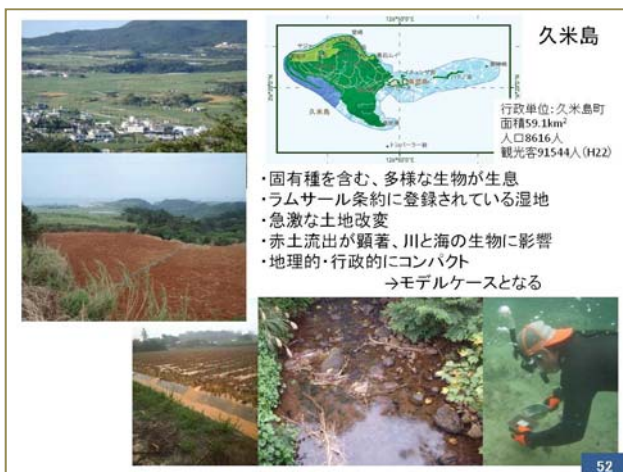 久米島
行政単位:久米島町
面積59.1km²
人口8616人
観光客91544人(H22)
久米島
・固有種を含む、多様な生物が生息
・ラムサール条約に登録されている湿地
・急激な土地改変
・赤土流出が顕著、川と海の生物に影響
・地理的・行政的にコンパクト
→モデルケースとなる
52